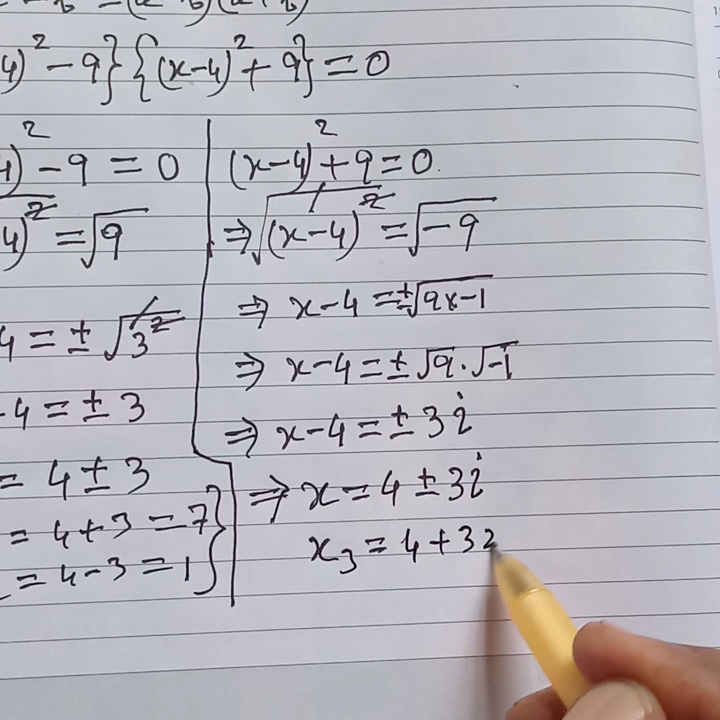 4)² - 9} {(x-4)² + 9} = 0
4)² - 9 = 0
4)² = √9
4 = ± √3²
-4 = ± 3
= 4 ± 3
= 4+3 = 7
= 4-3 = 1
(x-4)² + 9 = 0.
⇒ √(x-4)² = √-9
⇒ x-4 = ±√9x-1
⇒ x-4 = ± √9 . √-1
⇒ x-4 = ± 3i
⇒ x = 4 ± 3i
x₃ = 4 + 3i